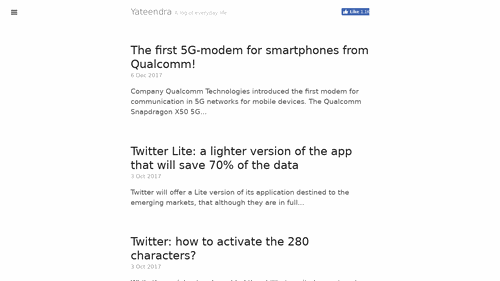 Yateendra A log of everyday life
Like
The first 5G-modem for smartphones from
Qualcomm!
6 Dec 2017
Company Qualcomm Technologies introduced the first modem for
communication in 5G networks for mobile devices. The Qualcomm
Snapdragon X50 5G...
Twitter Lite: a lighter version of the app
that will save 70% of the data
3 Oct 2017
Twitter will offer a Lite version of its application destined to the
emerging markets, that although they are in full...
Twitter: how to activate the 280
characters?
3 Oct 2017